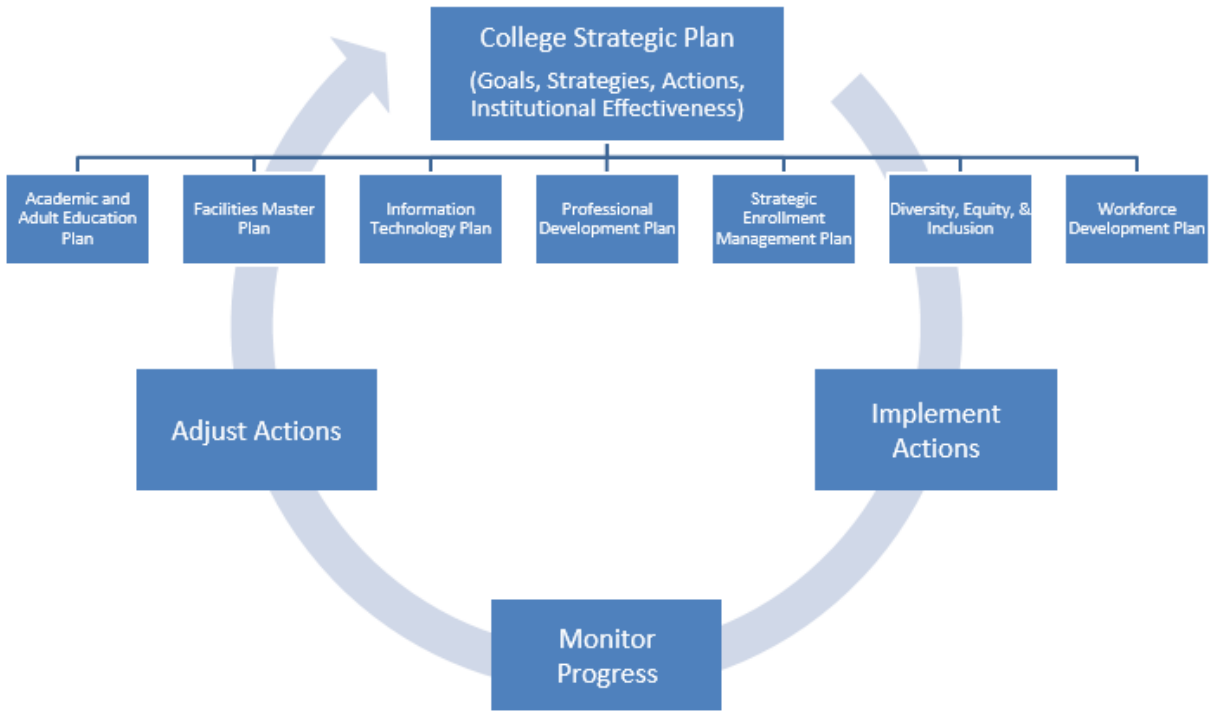 College Strategic Plan
(Goals, Strategies, Actions,
Institutional Effectiveness)
Academic and
Adult Education
Plan
Facilities Master
Plan
Information
Technology Plan
Professional
Development Plan
Strategic
Enrollment
Management Plan
Diversity, Equity, &
Inclusion
Workforce
Development Plan
Adjust Actions
Implement
Actions
Monitor
Progress